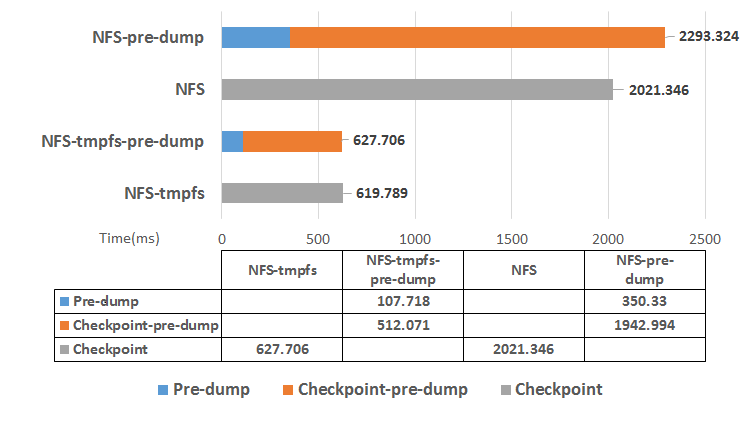 NFS-pre-dump
2293.324
NFS
2021.346
NFS-tmpfs-pre-dump
627.706
NFS-tmpfs
619.789
Time(ms) 0 500 1000 1500 2000 2500
NFS-tmpfs NFS-tmpfs-pre-dump NFS NFS-pre-dump
Pre-dump 107.718 350.33
Checkpoint-pre-dump 512.071 1942.994
Checkpoint 627.706 2021.346
Pre-dump Checkpoint-pre-dump Checkpoint